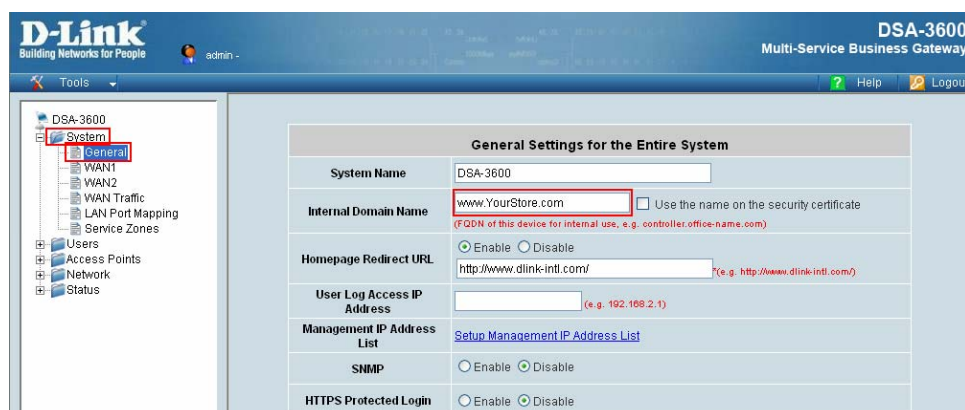 D-Link
Building Networks for People
admin -
DSA-3600
Multi-Service Business Gateway
Tools
? Help
Logou
DSA-3600
System
General
WAN1
WAN2
WAN Traffic
LAN Port Mapping
Service Zones
Users
Access Points
Network
Status
General Settings for the Entire System
System Name
DSA-3600
Internal Domain Name
www.YourStore.com
Use the name on the security certificate
(FQDN of this device for internal use, e.g. controller.office-name.com)
Homepage Redirect URL
Enable Disable
http://www.dlink-intl.com/
*(e.g. http://www.dlink-intl.com/)
User Log Access IP
Address
(e.g. 192.168.2.1)
Management IP Address
List
Setup Management IP Address List
SNMP
Enable Disable
HTTPS Protected Login
Enable Disable